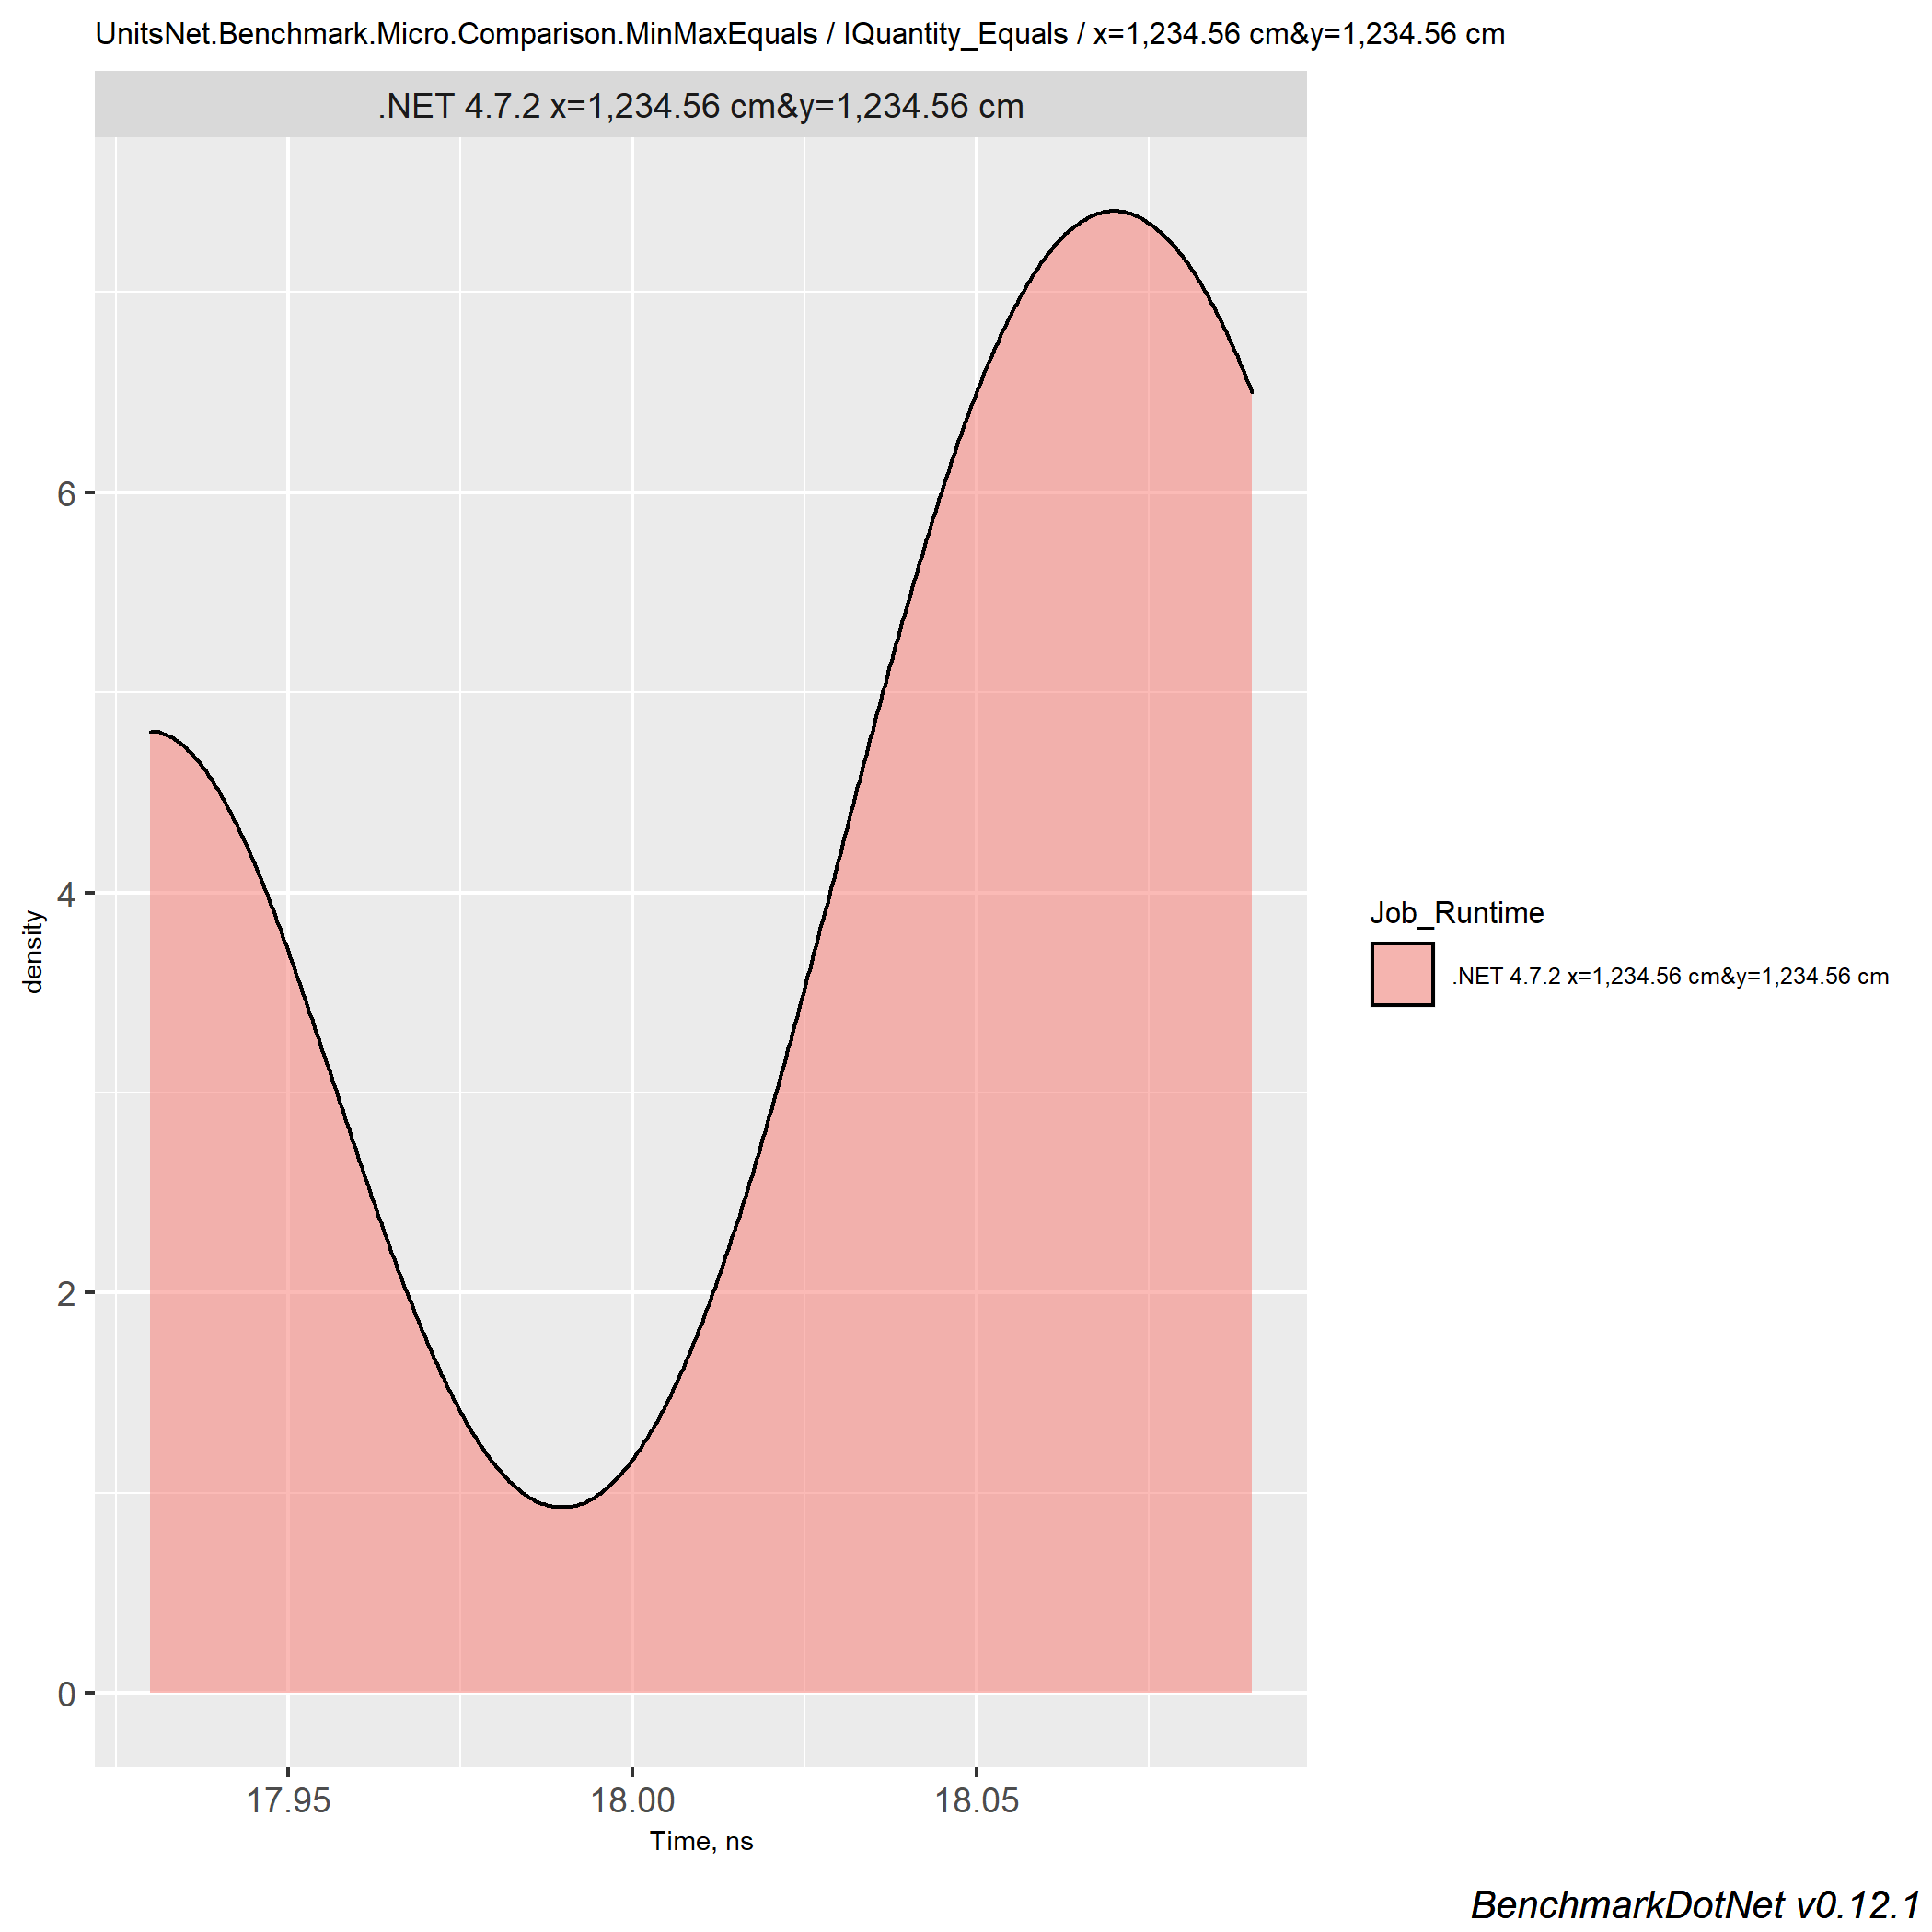 UnitsNet.Benchmark.Micro.Comparison.MinMaxEquals / IQuantity_Equals / x=1,234.56 cm&y=1,234.56 cm
.NET 4.7.2 x=1,234.56 cm&y=1,234.56 cm
6
4
2
0
density
17.95 18.00 18.05
Time, ns
Job_Runtime
.NET 4.7.2 x=1,234.56 cm&y=1,234.56 cm
BenchmarkDotNet v0.12.1